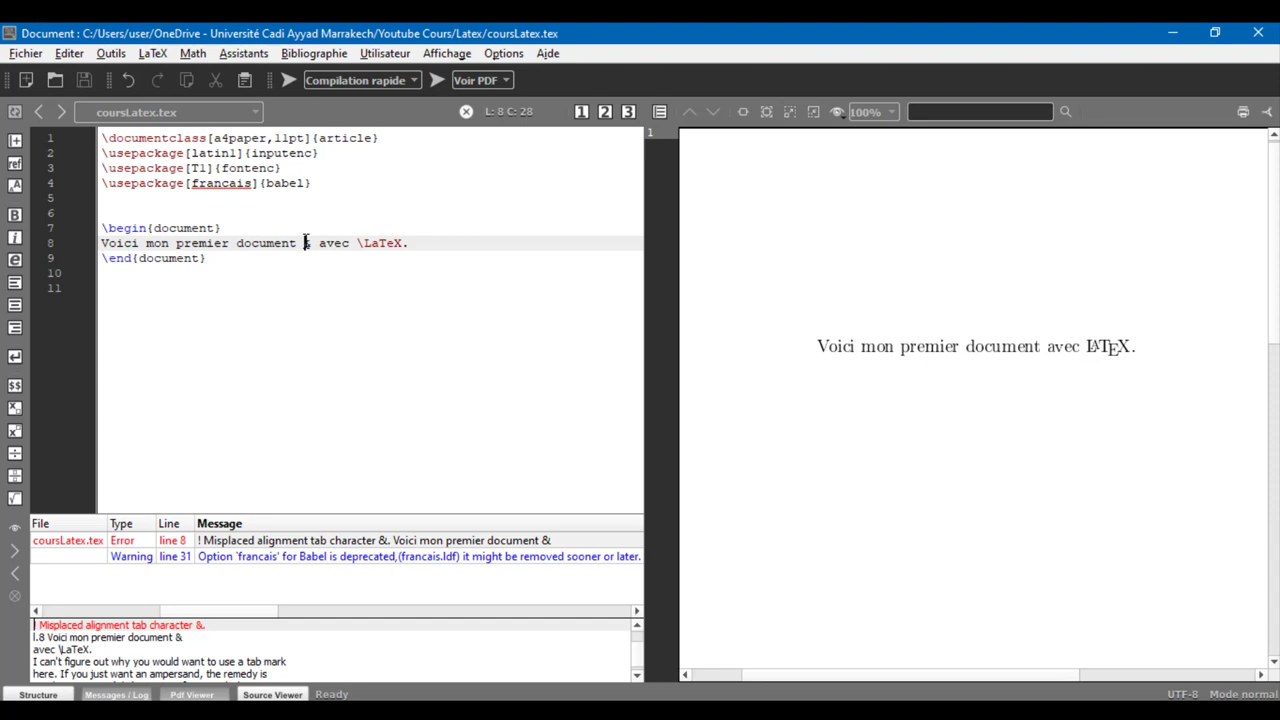 Document : C:/Users/user/OneDrive - Université Cadi Ayyad Marrakech/Youtube Cours/Latex/coursLatex.tex
Fichier Editer Outils LaTeX Math Assistants Bibliographie Utilisateur Affichage Options Aide
Compilation rapide Voir PDF
coursLatex.tex L: 8 C: 28 1 2 3 100%
1 \documentclass[a4paper,11pt]{article}
2 \usepackage[latin1]{inputenc}
3 \usepackage[T1]{fontenc}
4 \usepackage[francais]{babel}
5
6
7 \begin{document}
8 Voici mon premier document & avec \LaTeX.
9 \end{document}
10
11
1
Voici mon premier document avec LATEX.
File Type Line Message
coursLatex.tex Error line 8 ! Misplaced alignment tab character &. Voici mon premier document &
Warning line 31 Option `francais' for Babel is deprecated,(francais.ldf) it might be removed sooner or later.
! Misplaced alignment tab character &.
l.8 Voici mon premier document &
avec \LaTeX.
I can't figure out why you would want to use a tab mark
here. If you just want an ampersand, the remedy is
Structure Messages / Log Pdf Viewer Source Viewer Ready UTF-8 Mode normal